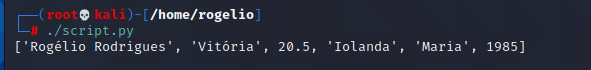 ┌──(root💀kali)-[/home/rogelio]
└─# ./script.py
['Rogélio Rodrigues', 'Vitória', 20.5, 'Iolanda', 'Maria', 1985]